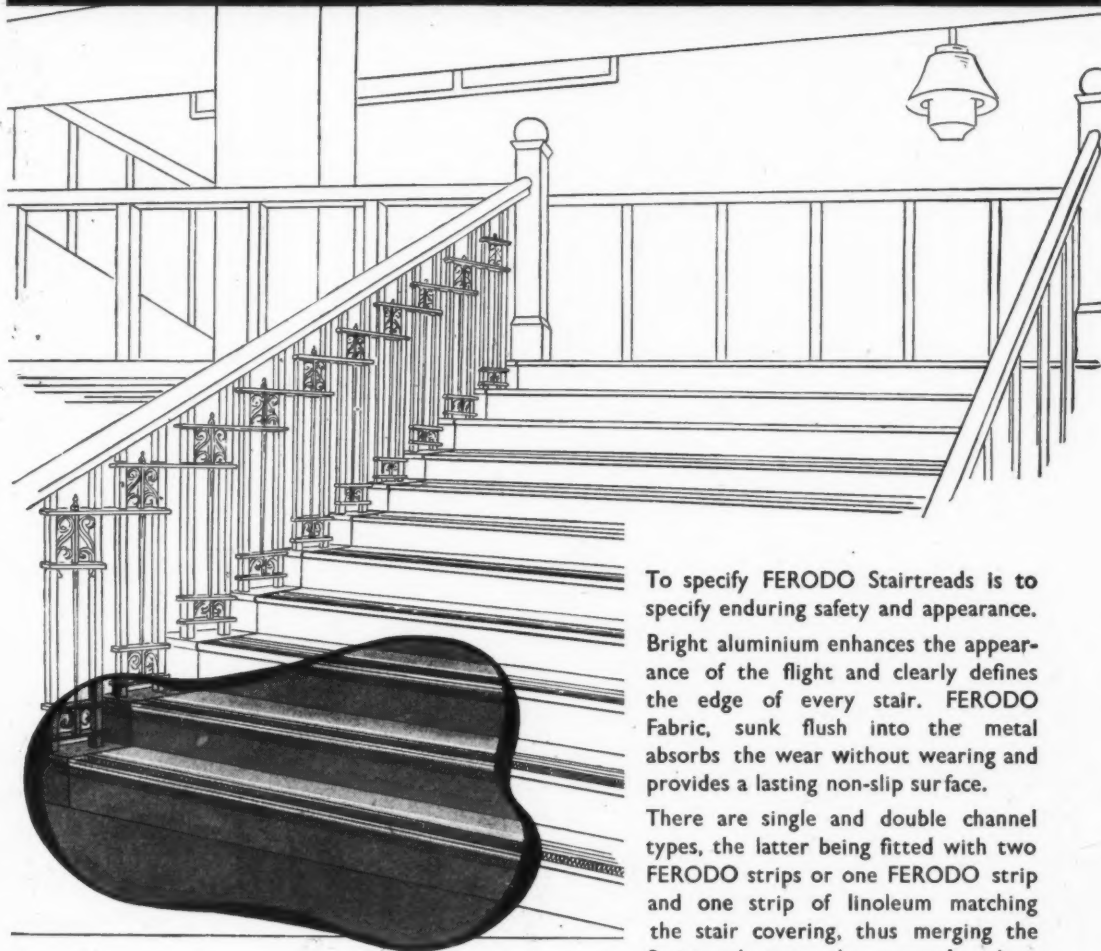 To specify FERODO Stairtreads is to
specify enduring safety and appearance.
Bright aluminium enhances the appear-
ance of the flight and clearly defines
the edge of every stair. FERODO
Fabric, sunk flush into the metal
absorbs the wear without wearing and
provides a lasting non-slip surface.
There are single and double channel
types, the latter being fitted with two
FERODO strips or one FERODO strip
and one strip of linoleum matching
the stair covering, thus merging the